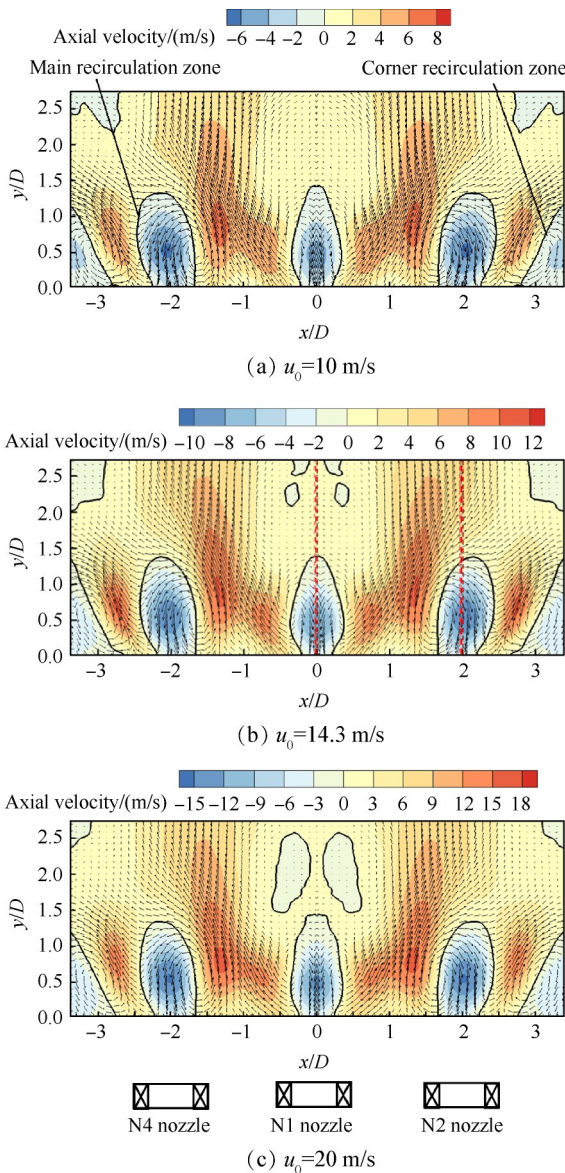 Axial velocity/(m/s)
−6 −4 −2 0 2 4 6 8
Main recirculation zone
Corner recirculation zone
2.5
2.0
1.5
1.0
0.5
0.0
y/D
−3 −2 −1 0 1 2 3
x/D
(a) u₀=10 m/s
Axial velocity/(m/s)
−10 −8 −6 −4 −2 0 2 4 6 8 10 12
2.5
2.0
1.5
1.0
0.5
0.0
y/D
−3 −2 −1 0 1 2 3
x/D
(b) u₀=14.3 m/s
Axial velocity/(m/s)
−15 −12 −9 −6 −3 0 3 6 9 12 15 18
2.5
2.0
1.5
1.0
0.5
0.0
y/D
−3 −2 −1 0 1 2 3
x/D
N4 nozzle N1 nozzle N2 nozzle
(c) u₀=20 m/s